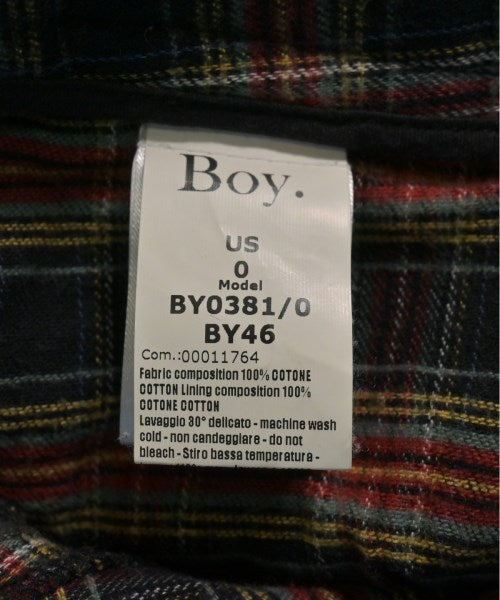 Boy.
US
0
Model
BY0381/0
BY46
Com.:00011764
Fabric composition 100% COTONE
COTTON Lining composition 100%
COTONE COTTON
Lavaggio 30° delicato - machine wash
cold - non candeggiare - do not
bleach - Stiro bassa temperatura -